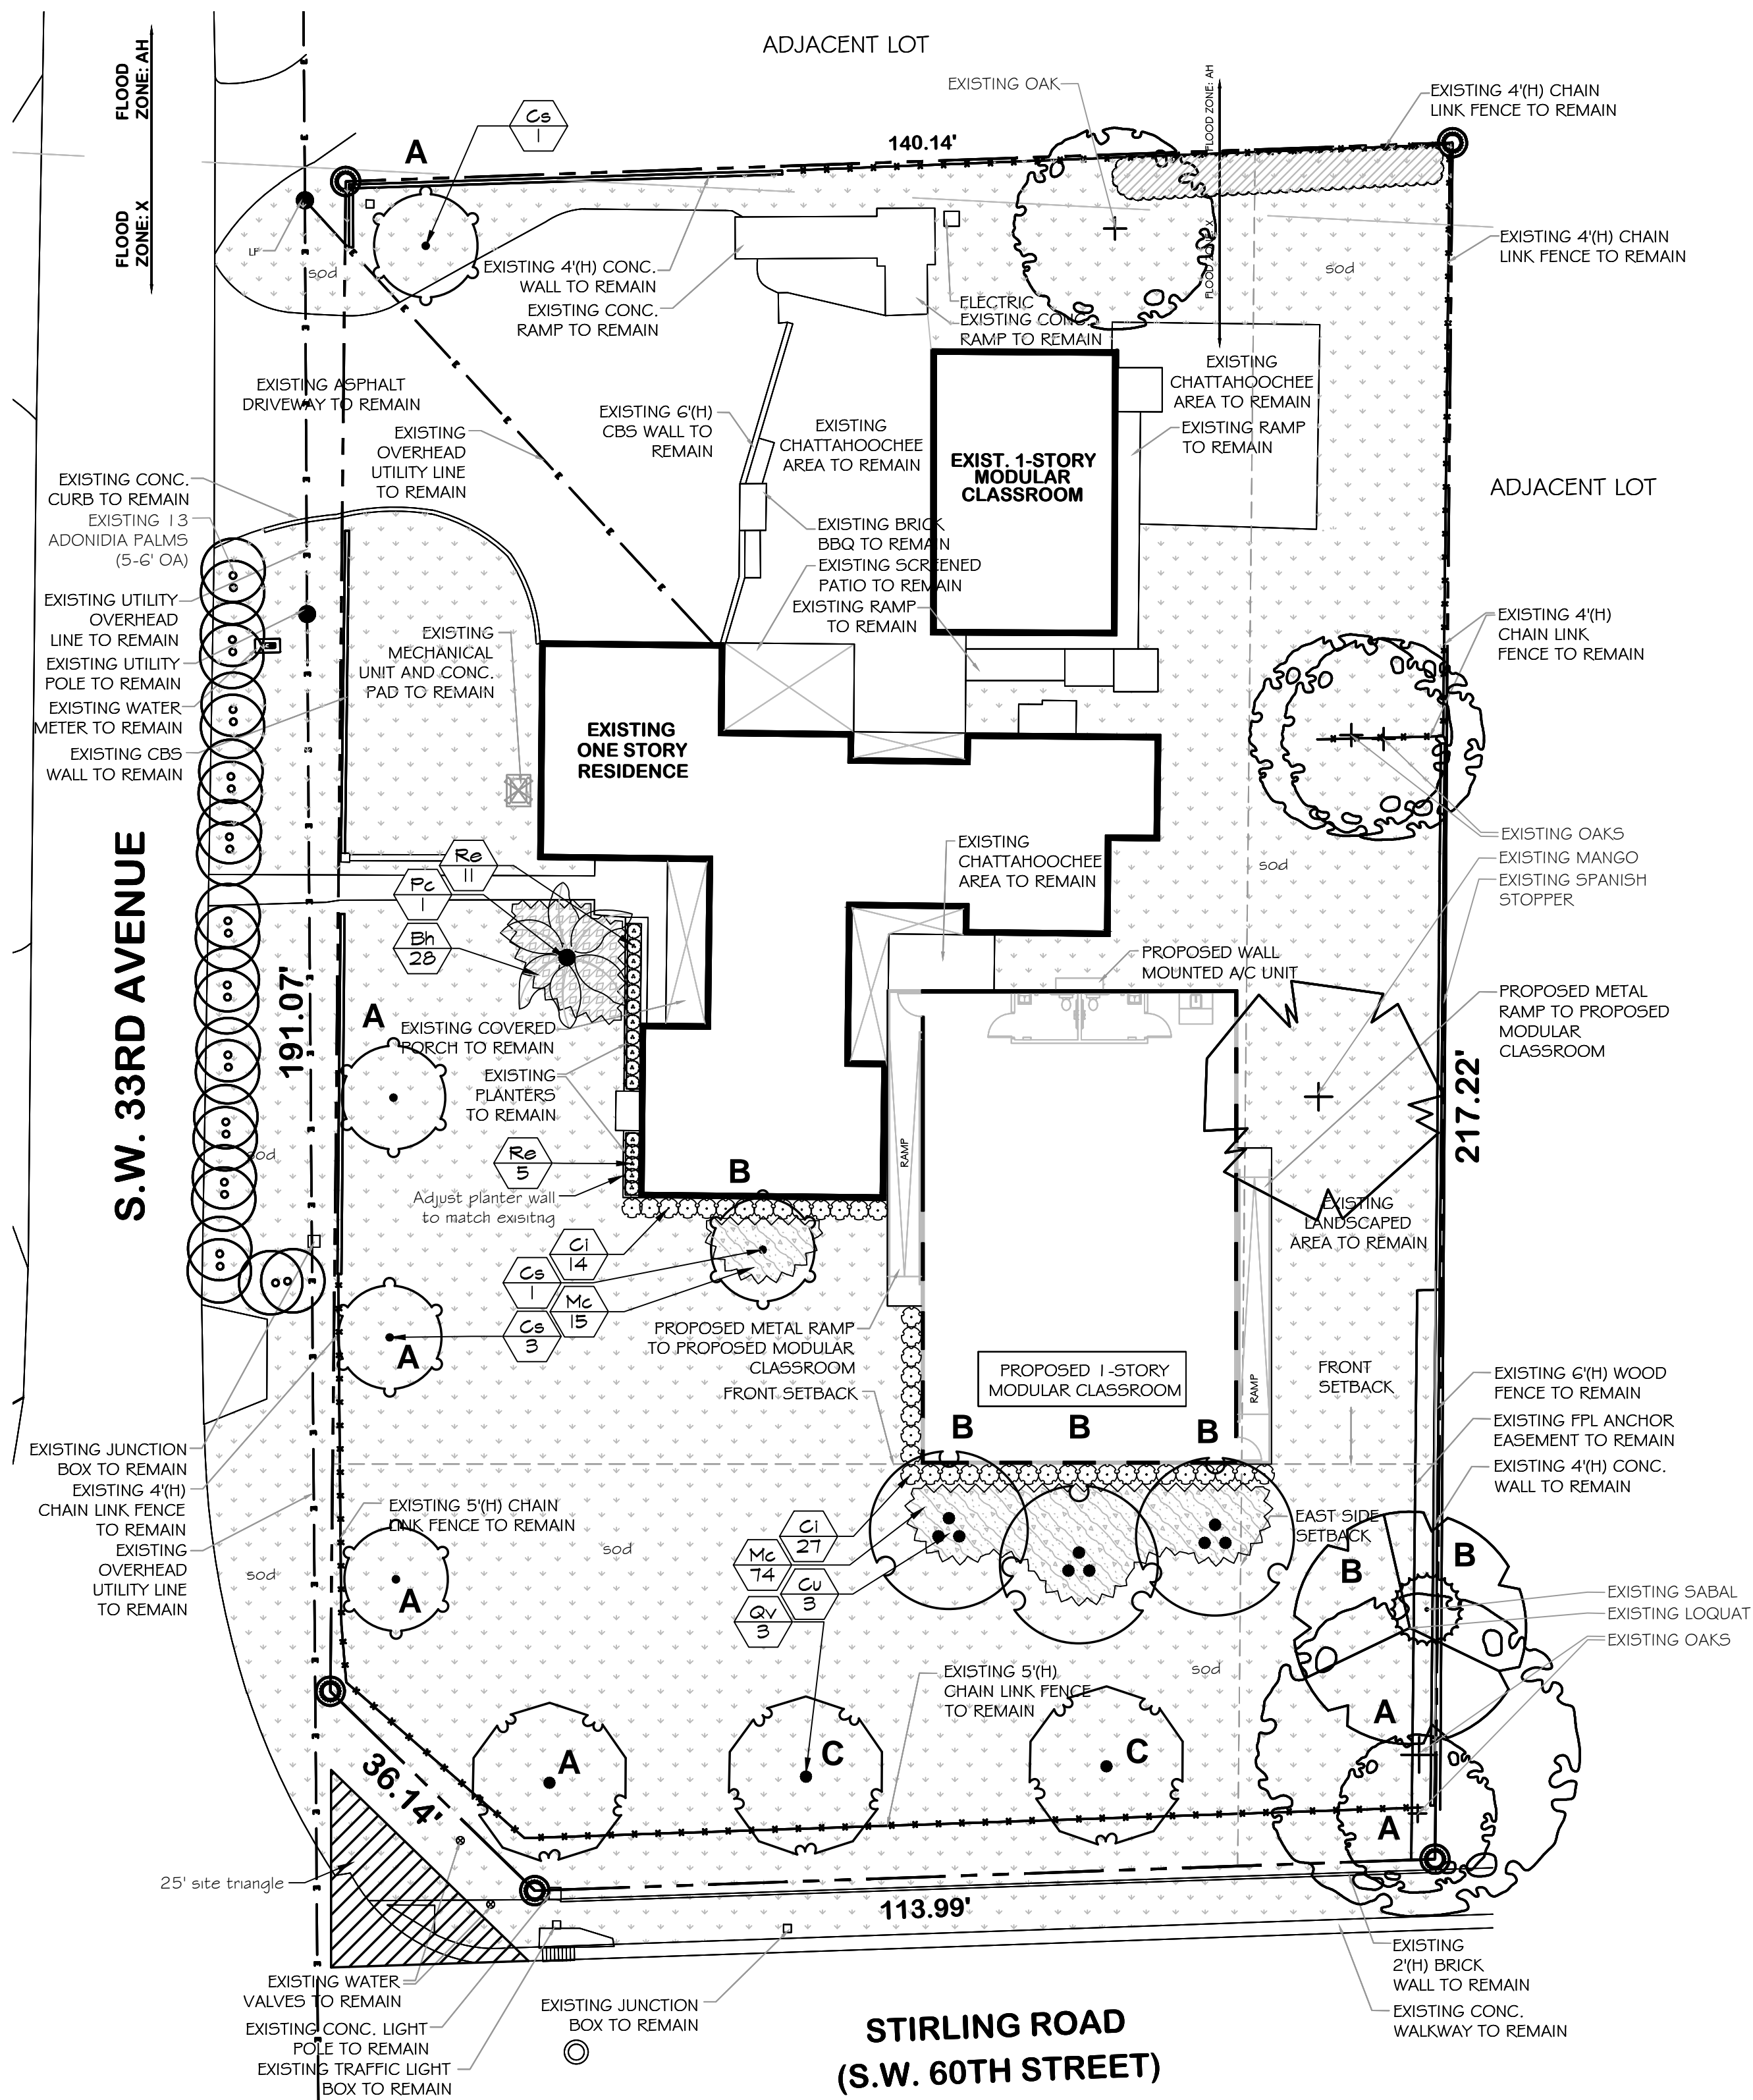 ADJACENT LOT
FLOOD
ZONE: AH
FLOOD
ZONE: X
EXISTING OAK
FLOOD ZONE: AH
FLOOD ZONE: X
EXISTING 4'(H) CHAIN
LINK FENCE TO REMAIN
Cs
1
A
140.14'
EXISTING 4'(H) CHAIN
LINK FENCE TO REMAIN
LF
sod
sod
EXISTING 4'(H) CONC.
WALL TO REMAIN
EXISTING CONC.
RAMP TO REMAIN
ELECTRIC
EXISTING CONC.
RAMP TO REMAIN
EXISTING ASPHALT
DRIVEWAY TO REMAIN
EXISTING
OVERHEAD
UTILITY LINE
TO REMAIN
EXISTING 6'(H)
CBS WALL TO
REMAIN
EXISTING
CHATTAHOOCHEE
AREA TO REMAIN
EXISTING
CHATTAHOOCHEE
AREA TO REMAIN
EXISTING RAMP
TO REMAIN
EXIST. 1-STORY
MODULAR
CLASSROOM
ADJACENT LOT
EXISTING CONC.
CURB TO REMAIN
EXISTING 13
ADONIDIA PALMS
(5-6' OA)
EXISTING UTILITY
OVERHEAD
LINE TO REMAIN
EXISTING UTILITY
POLE TO REMAIN
EXISTING WATER
METER TO REMAIN
EXISTING CBS
WALL TO REMAIN
EXISTING BRICK
BBQ TO REMAIN
EXISTING SCREENED
PATIO TO REMAIN
EXISTING RAMP
TO REMAIN
EXISTING
MECHANICAL
UNIT AND CONC.
PAD TO REMAIN
EXISTING
ONE STORY
RESIDENCE
EXISTING 4'(H)
CHAIN LINK
FENCE TO REMAIN
EXISTING OAKS
EXISTING MANGO
EXISTING SPANISH
STOPPER
sod
EXISTING
CHATTAHOOCHEE
AREA TO REMAIN
Re
11
Pc
1
Bh
28
PROPOSED WALL
MOUNTED A/C UNIT
PROPOSED METAL
RAMP TO PROPOSED
MODULAR
CLASSROOM
S.W. 33RD AVENUE
191.07'
217.22'
A
EXISTING COVERED
PORCH TO REMAIN
EXISTING
PLANTERS
TO REMAIN
Re
5
Adjust planter wall
to match exisitng
sod
B
RAMP
EXISTING
LANDSCAPED
AREA TO REMAIN
Ci
14
Cs
1
Mc
15
Cs
3
A
PROPOSED METAL RAMP
TO PROPOSED MODULAR
CLASSROOM
FRONT SETBACK
PROPOSED 1-STORY
MODULAR CLASSROOM
RAMP
FRONT
SETBACK
EXISTING 6'(H) WOOD
FENCE TO REMAIN
EXISTING FPL ANCHOR
EASEMENT TO REMAIN
EXISTING 4'(H) CONC.
WALL TO REMAIN
B
B
B
EXISTING JUNCTION
BOX TO REMAIN
EXISTING 4'(H)
CHAIN LINK FENCE
TO REMAIN
EXISTING
OVERHEAD
UTILITY LINE
TO REMAIN
EXISTING 5'(H) CHAIN
LINK FENCE TO REMAIN
sod
sod
A
Ci
27
Mc
74
Cu
3
Qv
3
EAST SIDE
SETBACK
B
B
EXISTING SABAL
EXISTING LOQUAT
EXISTING OAKS
sod
EXISTING 5'(H)
CHAIN LINK FENCE
TO REMAIN
A
A
C
C
A
36.14'
25' site triangle
113.99'
EXISTING WATER
VALVES TO REMAIN
EXISTING CONC. LIGHT
POLE TO REMAIN
EXISTING TRAFFIC LIGHT
BOX TO REMAIN
EXISTING JUNCTION
BOX TO REMAIN
STIRLING ROAD
(S.W. 60TH STREET)
EXISTING
2'(H) BRICK
WALL TO REMAIN
EXISTING CONC.
WALKWAY TO REMAIN